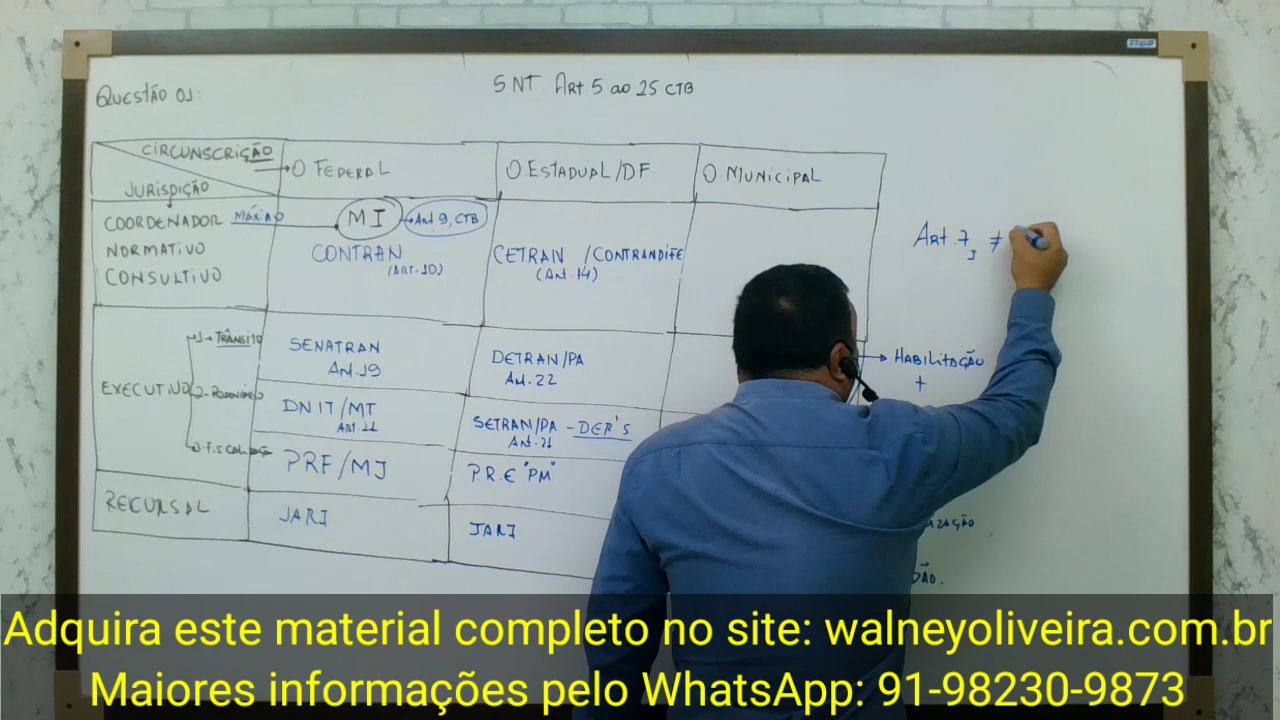 SNT ART.5 ao 25 CTB
QUESTÃO 01:
CIRCUNSCRIÇÃO
JURISDIÇÃO
O FEDERAL
O ESTADUAL/DF
O. MUNICIPAL
COORDENADOR MÁXIMO
NORMATIVO
CONSULTIVO
MI
Art 9, CTB
CONTRAN
(ART.10)
CETRAN /CONTRANDIFE
(Art.14)
ART.7, ≠
EXECUTIVO
1- TRÂNSITO
2- RODOVIÁRIO
SENATRAN
Art.19
DETRAN/PA
Art.22
HABILITAÇÃO
+
DNIT/MT
ART.21
SETRAN/PA - DER'S
Art.21
PRF/MJ
P.R.E "PM"
RECURSAL
JARI
JARI
Adquira este material completo no site: walneyoliveira.com.br
Maiores informações pelo WhatsApp: 91-98230-9873